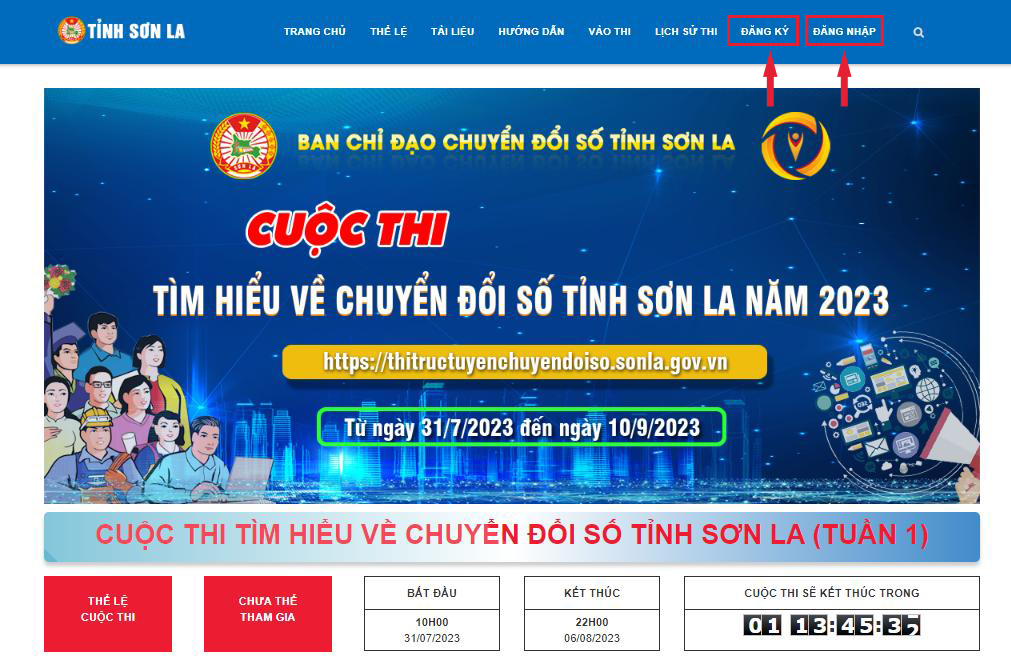 TỈNH SƠN LA
TRANG CHỦ THỂ LỆ TÀI LIỆU HƯỚNG DẪN VÀO THI LỊCH SỬ THI ĐĂNG KÝ ĐĂNG NHẬP
BAN CHỈ ĐẠO CHUYỂN ĐỔI SỐ TỈNH SƠN LA
CUỘC THI
TÌM HIỂU VỀ CHUYỂN ĐỔI SỐ TỈNH SƠN LA NĂM 2023
https://thitructuyenchuyendoiso.sonla.gov.vn
Từ ngày 31/7/2023 đến ngày 10/9/2023
CUỘC THI TÌM HIỂU VỀ CHUYỂN ĐỔI SỐ TỈNH SƠN LA (TUẦN 1)
THỂ LỆ
CUỘC THI
CHƯA THỂ
THAM GIA
BẮT ĐẦU
10H00
31/07/2023
KẾT THÚC
22H00
06/08/2023
CUỘC THI SẼ KẾT THÚC TRONG
01 13:45:3